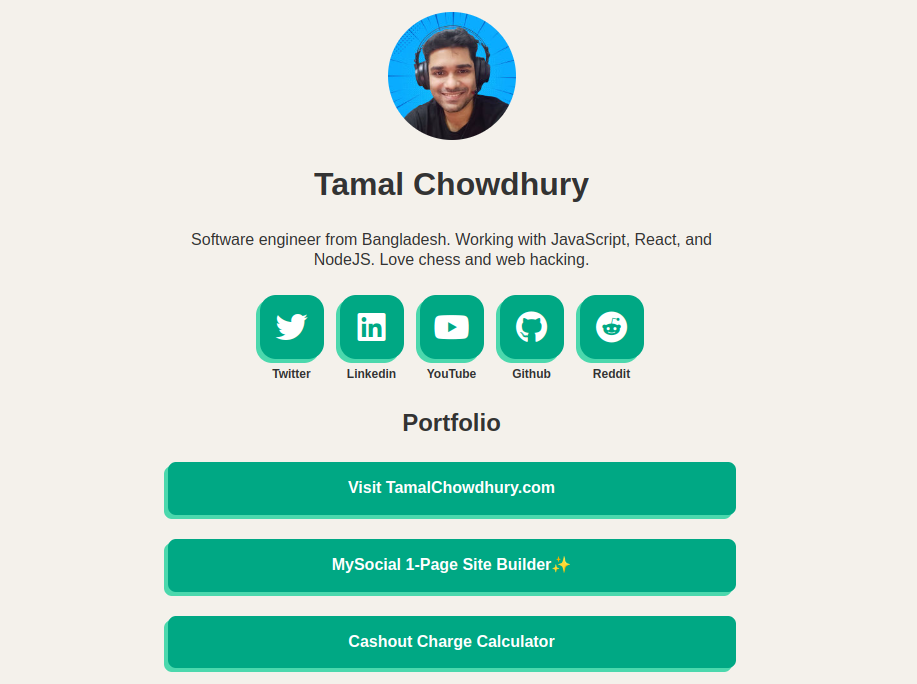 Tamal Chowdhury
Software engineer from Bangladesh. Working with JavaScript, React, and
NodeJS. Love chess and web hacking.
Twitter
Linkedin
YouTube
Github
Reddit
Portfolio
Visit TamalChowdhury.com
MySocial 1-Page Site Builder✨
Cashout Charge Calculator